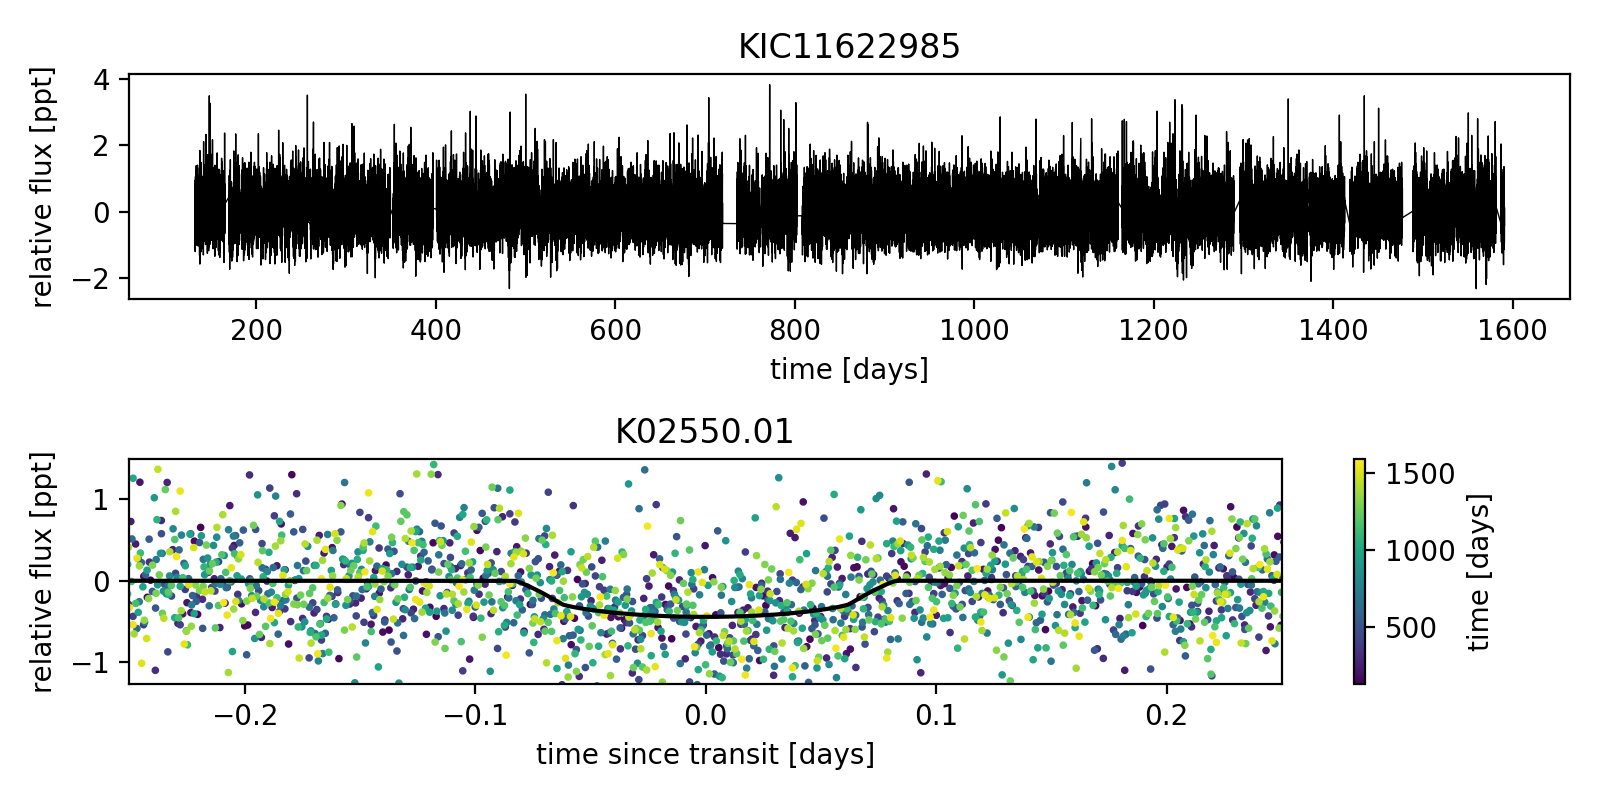 KIC11622985
relative flux [ppt]
4
2
0
−2
200 400 600 800 1000 1200 1400 1600
time [days]
K02550.01
relative flux [ppt]
1
0
−1
−0.2 −0.1 0.0 0.1 0.2
time since transit [days]
1500
1000
500
time [days]